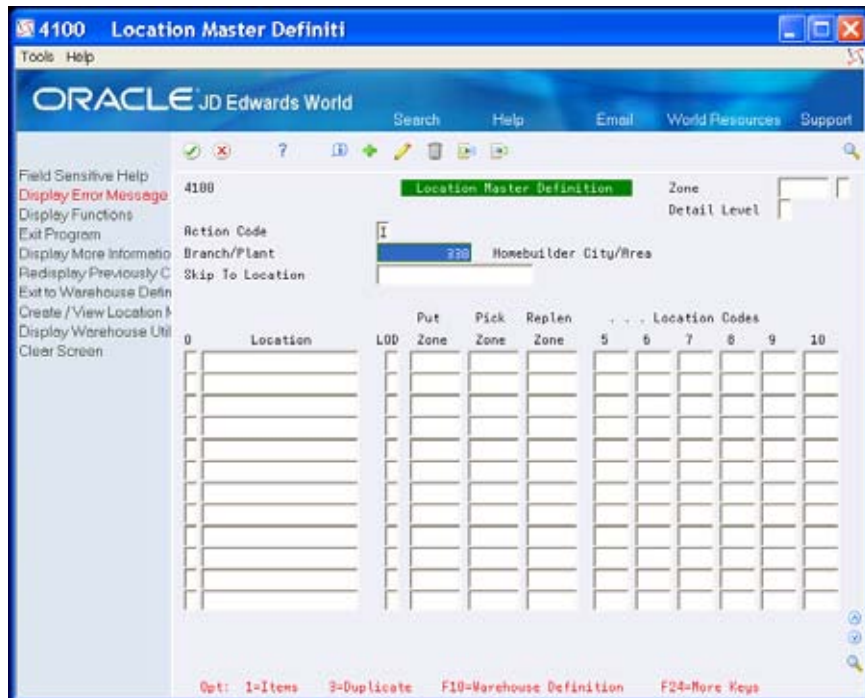 4100 Location Master Definiti
Tools Help
ORACLE JD Edwards World
Search Help Email World Resources Support
Field Sensitive Help
Display Error Message
Display Functions
Exit Program
Display More Informatio
Redisplay Previously C
Exit to Warehouse Defin
Create / View Location M
Display Warehouse Util
Clear Screen
4100 Location Master Definition Zone
Detail Level
Action Code I
Branch/Plant 330 Homebuilder City/Area
Skip To Location
Put Pick Replen . . . Location Codes
O Location LOD Zone Zone Zone 5 6 7 8 9 10
Opt: 1=Items 3=Duplicate F10=Warehouse Definition F24=More Keys